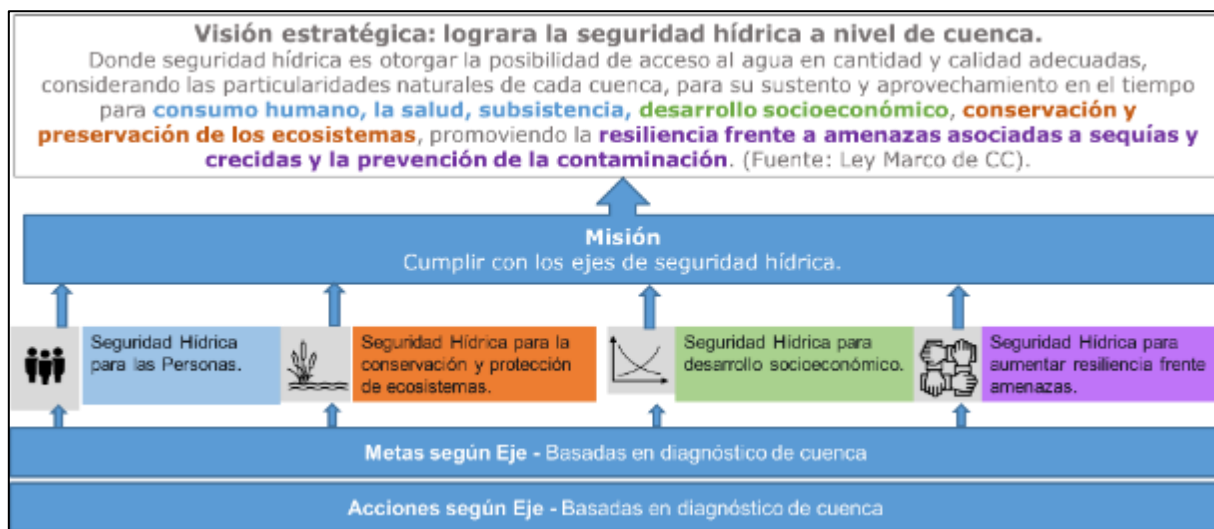 Visión estratégica: lograra la seguridad hídrica a nivel de cuenca.
Donde seguridad hídrica es otorgar la posibilidad de acceso al agua en cantidad y calidad adecuadas,
considerando las particularidades naturales de cada cuenca, para su sustento y aprovechamiento en el tiempo
para consumo humano, la salud, subsistencia, desarrollo socioeconómico, conservación y
preservación de los ecosistemas, promoviendo la resiliencia frente a amenazas asociadas a sequías y
crecidas y la prevención de la contaminación. (Fuente: Ley Marco de CC).
Misión
Cumplir con los ejes de seguridad hídrica.
Seguridad Hídrica
para las Personas.
Seguridad Hídrica para la
conservación y protección
de ecosistemas.
Seguridad Hídrica para
desarrollo socioeconómico.
Seguridad Hídrica para
aumentar resiliencia frente
amenazas.
Metas según Eje - Basadas en diagnóstico de cuenca
Acciones según Eje - Basadas en diagnóstico de cuenca